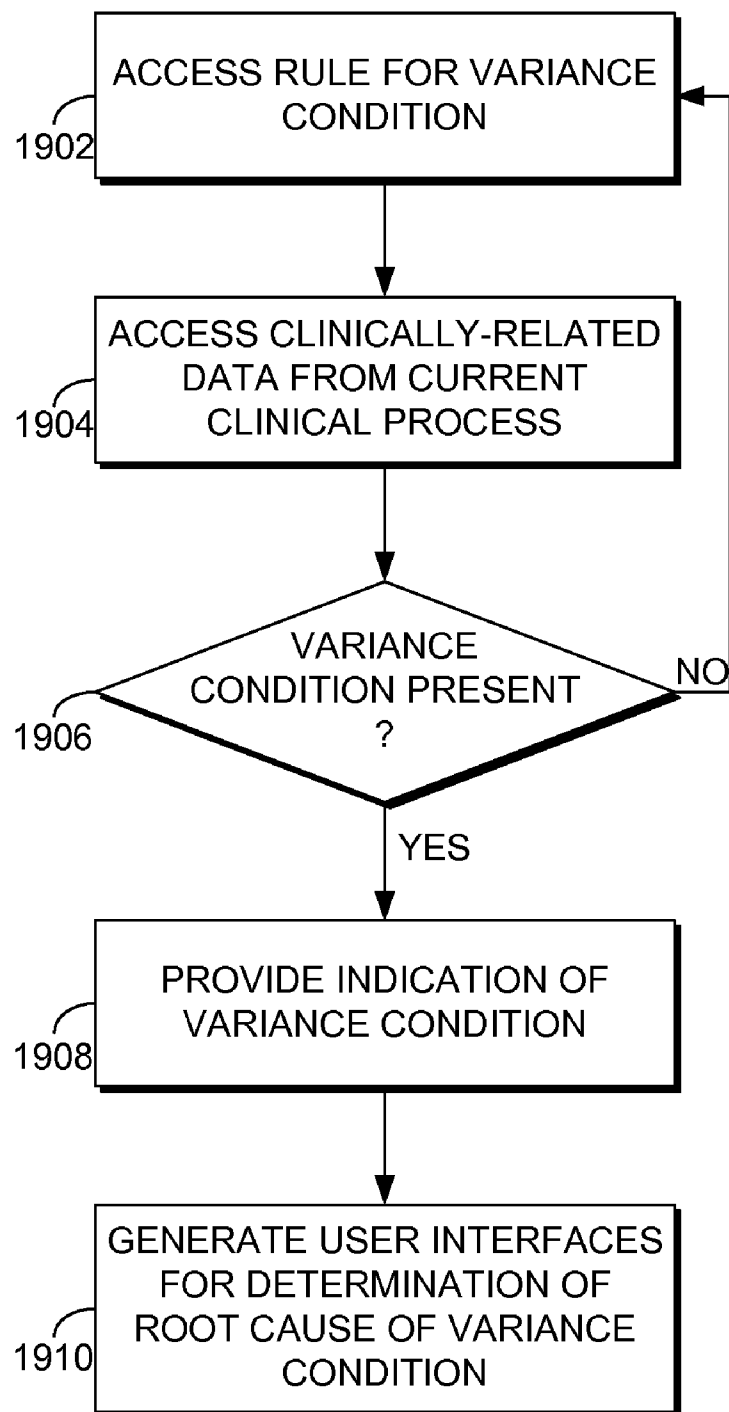 ACCESS RULE FOR VARIANCE
CONDITION
1902
ACCESS CLINICALLY-RELATED
DATA FROM CURRENT
CLINICAL PROCESS
1904
VARIANCE
CONDITION PRESENT
?
NO
1906
YES
PROVIDE INDICATION OF
VARIANCE CONDITION
1908
GENERATE USER INTERFACES
FOR DETERMINATION OF
ROOT CAUSE OF VARIANCE
CONDITION
1910